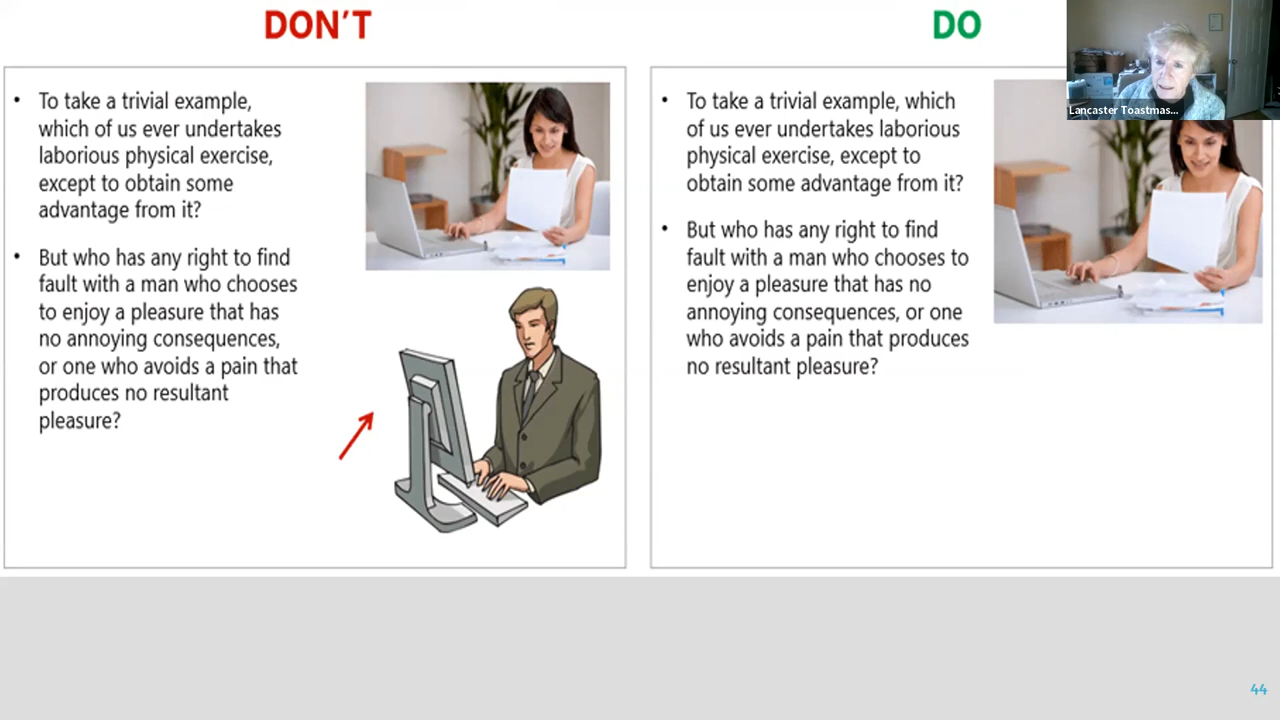 DON’T
• To take a trivial example,
which of us ever undertakes
laborious physical exercise,
except to obtain some
advantage from it?
• But who has any right to find
fault with a man who chooses
to enjoy a pleasure that has
no annoying consequences,
or one who avoids a pain that
produces no resultant
pleasure?
DO
• To take a trivial example, which
of us ever undertakes laborious
physical exercise, except to
obtain some advantage from it?
• But who has any right to find
fault with a man who chooses to
enjoy a pleasure that has no
annoying consequences, or one
who avoids a pain that produces
no resultant pleasure?
Lancaster Toastmas...
44